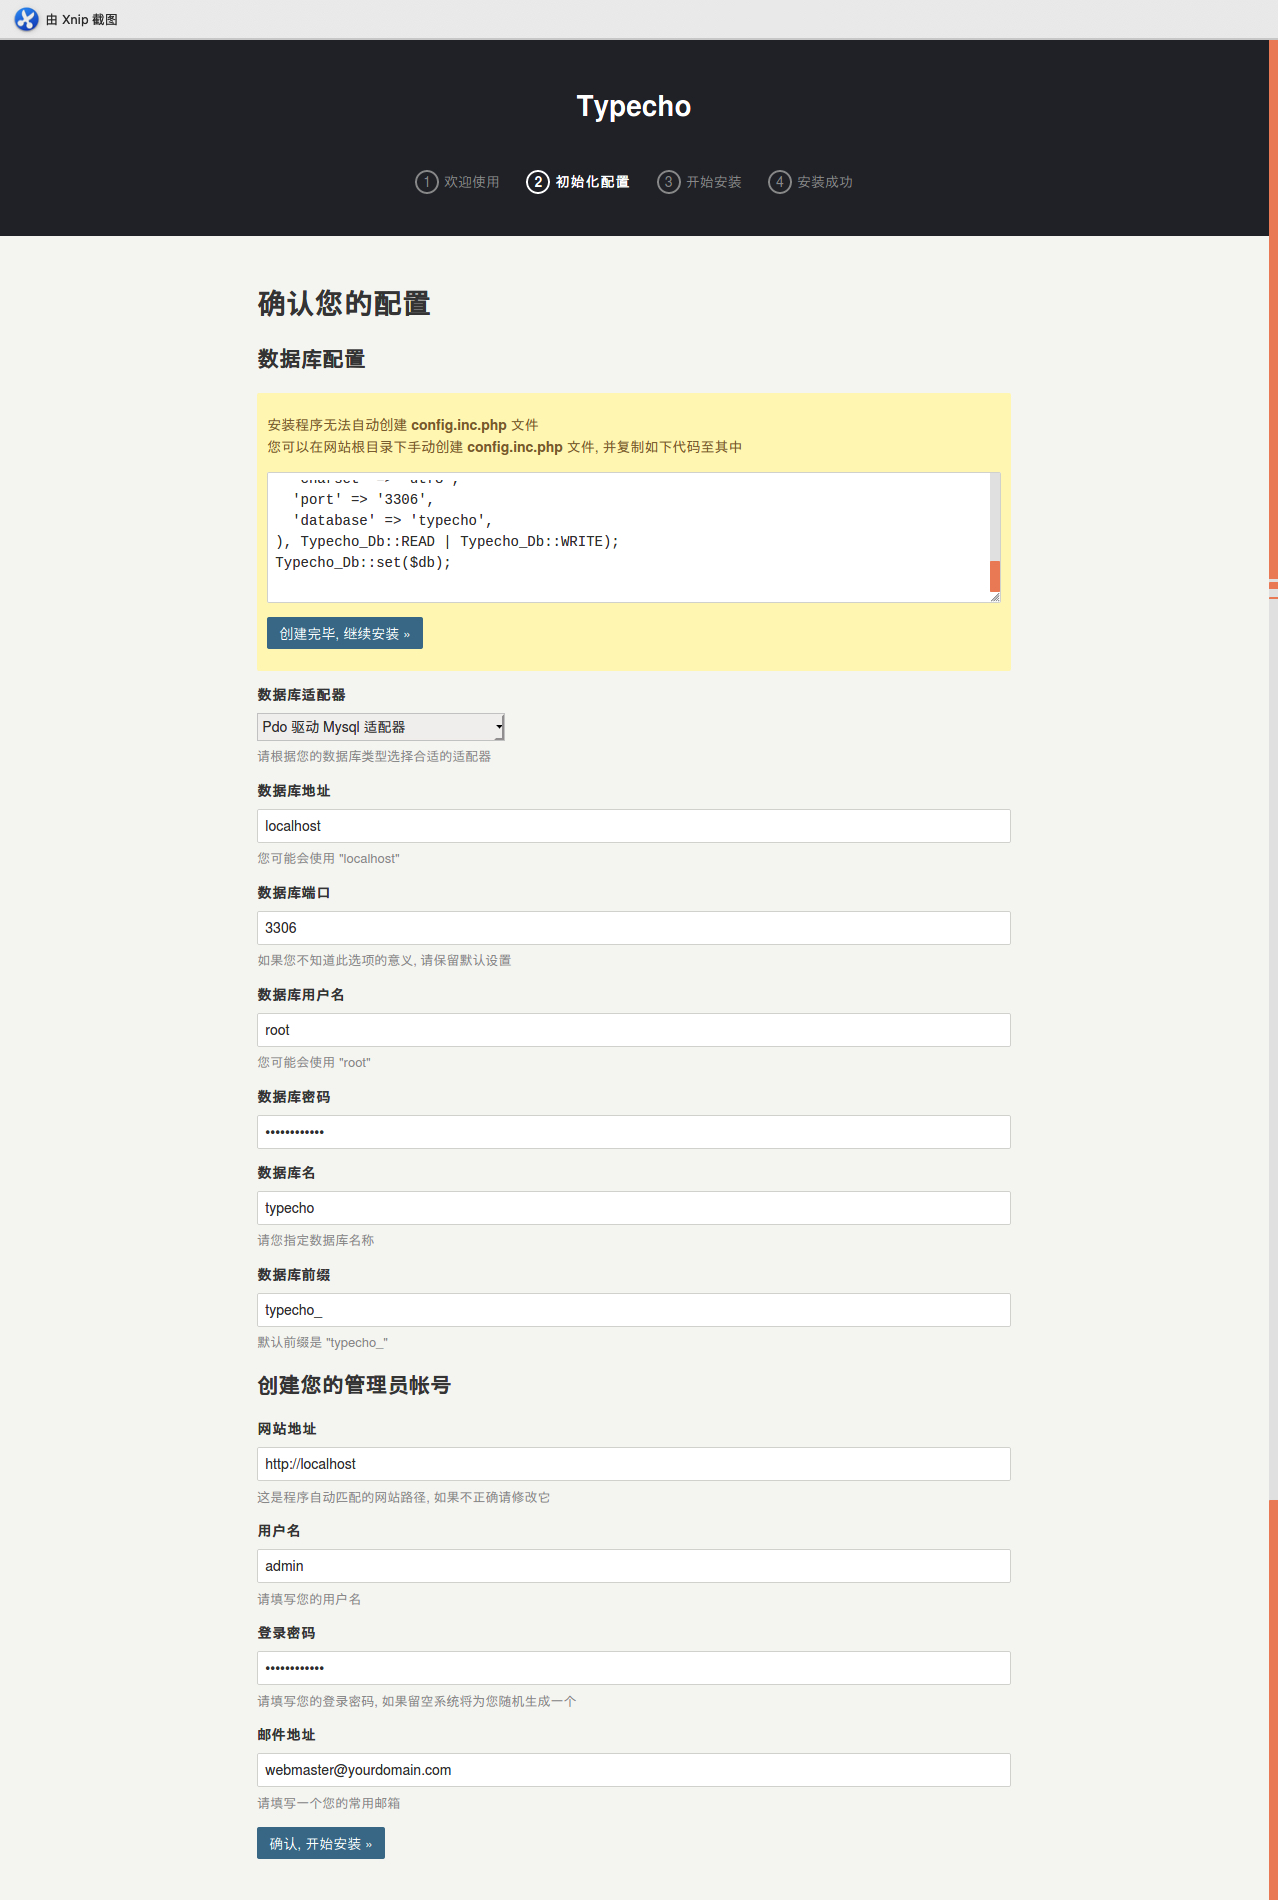 由 Xnip 截图
Typecho
1 欢迎使用 2 初始化配置 3 开始安装 4 安装成功
确认您的配置
数据库配置
安装程序无法自动创建 config.inc.php 文件
您可以在网站根目录下手动创建 config.inc.php 文件, 并复制如下代码至其中
'charset' => 'utf8',
'port' => '3306',
'database' => 'typecho',
), Typecho_Db::READ | Typecho_Db::WRITE);
Typecho_Db::set($db);
创建完毕, 继续安装 »
数据库适配器
Pdo 驱动 Mysql 适配器
请根据您的数据库类型选择合适的适配器
数据库地址
localhost
您可能会使用 "localhost"
数据库端口
3306
如果您不知道此选项的意义, 请保留默认设置
数据库用户名
root
您可能会使用 "root"
数据库密码
••••••••••••
数据库名
typecho
请您指定数据库名称
数据库前缀
typecho_
默认前缀是 "typecho_"
创建您的管理员帐号
网站地址
http://localhost
这是程序自动匹配的网站路径, 如果不正确请修改它
用户名
admin
请填写您的用户名
登录密码
••••••••••••
请填写您的登录密码, 如果留空系统将为您随机生成一个
邮件地址
webmaster@yourdomain.com
请填写一个您的常用邮箱
确认, 开始安装 »